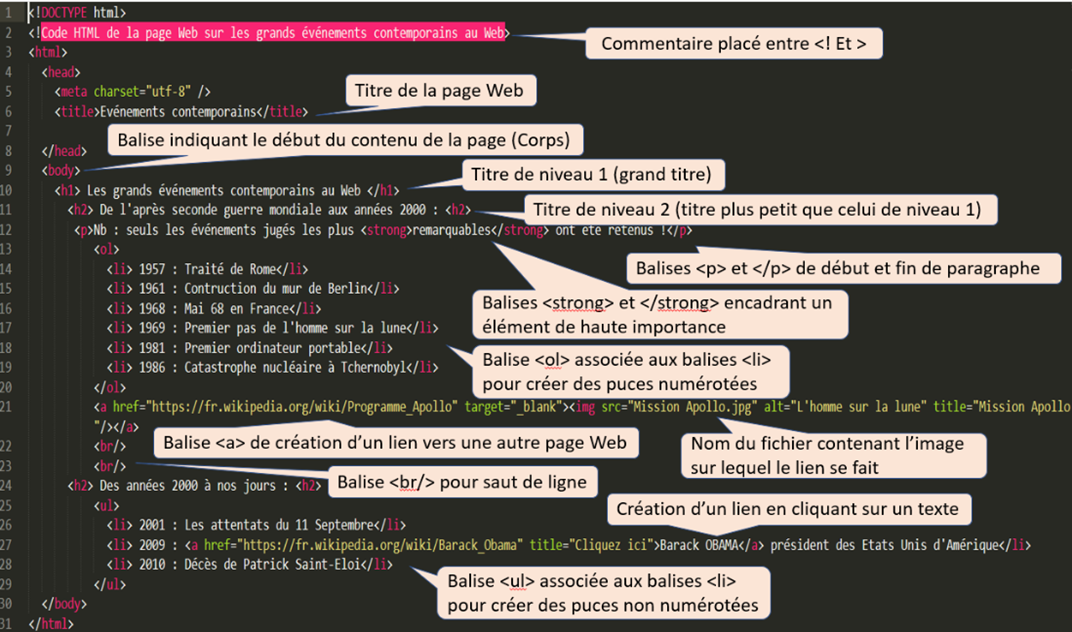 1 <!DOCTYPE html>
2 <!Code HTML de la page Web sur les grands événements contemporains au Web>
Commentaire placé entre <! Et >
3 <html>
4 <head>
5 <meta charset="utf-8" />
Titre de la page Web
6 <title>Evénements contemporains</title>
7
Balise indiquant le début du contenu de la page (Corps)
8 </head>
9 <body>
Titre de niveau 1 (grand titre)
10 <h1> Les grands événements contemporains au Web </h1>
11 <h2> De l'après seconde guerre mondiale aux années 2000 : <h2>
Titre de niveau 2 (titre plus petit que celui de niveau 1)
12 <p>Nb : seuls les événements jugés les plus <strong>remarquables</strong> ont ete retenus !</p>
13 <ol>
Balises <p> et </p> de début et fin de paragraphe
14 <li> 1957 : Traité de Rome</li>
15 <li> 1961 : Contruction du mur de Berlin</li>
Balises <strong> et </strong> encadrant un
élément de haute importance
16 <li> 1968 : Mai 68 en France</li>
17 <li> 1969 : Premier pas de l'homme sur la lune</li>
18 <li> 1981 : Premier ordinateur portable</li>
Balise <ol> associée aux balises <li>
pour créer des puces numérotées
19 <li> 1986 : Catastrophe nucléaire à Tchernobyl</li>
20 </ol>
21 <a href="https://fr.wikipedia.org/wiki/Programme_Apollo" target="_blank"><img src="Mission Apollo.jpg" alt="L'homme sur la lune" title="Mission Apollo
"/></a>
Balise <a> de création d'un lien vers une autre page Web
Nom du fichier contenant l'image
sur lequel le lien se fait
22 <br/>
23 <br/>
Balise <br/> pour saut de ligne
24 <h2> Des années 2000 à nos jours : <h2>
25 <ul>
Création d'un lien en cliquant sur un texte
26 <li> 2001 : Les attentats du 11 Septembre</li>
27 <li> 2009 : <a href="https://fr.wikipedia.org/wiki/Barack_Obama" title="Cliquez ici">Barack OBAMA</a> président des Etats Unis d'Amérique</li>
28 <li> 2010 : Décès de Patrick Saint-Eloi</li>
Balise <ul> associée aux balises <li>
pour créer des puces non numérotées
29 </ul>
30 </body>
31 </html>